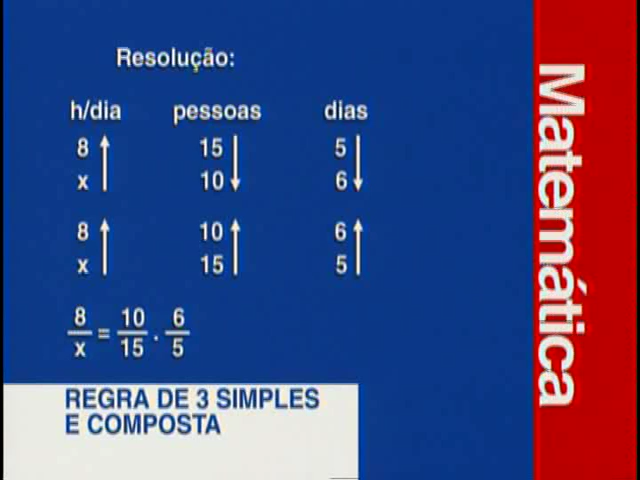 Resolução:
h/dia pessoas dias
8 15 5
x 10 6
8 10 6
x 15 5
8/x = 10/15 . 6/5
REGRA DE 3 SIMPLES
E COMPOSTA
Matemática